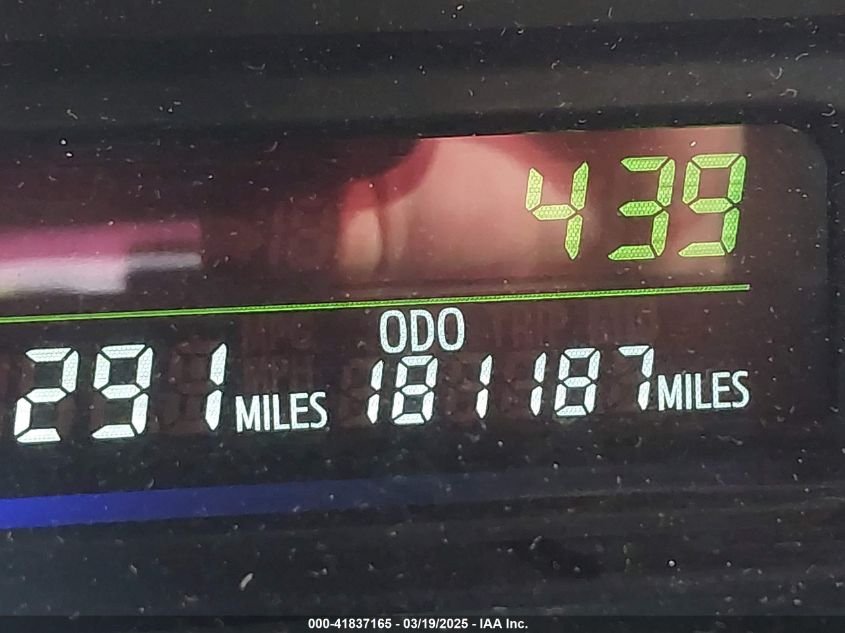 439
ODO
291 MILES 181187 MILES
000-41837165 - 03/19/2025 - IAA Inc.